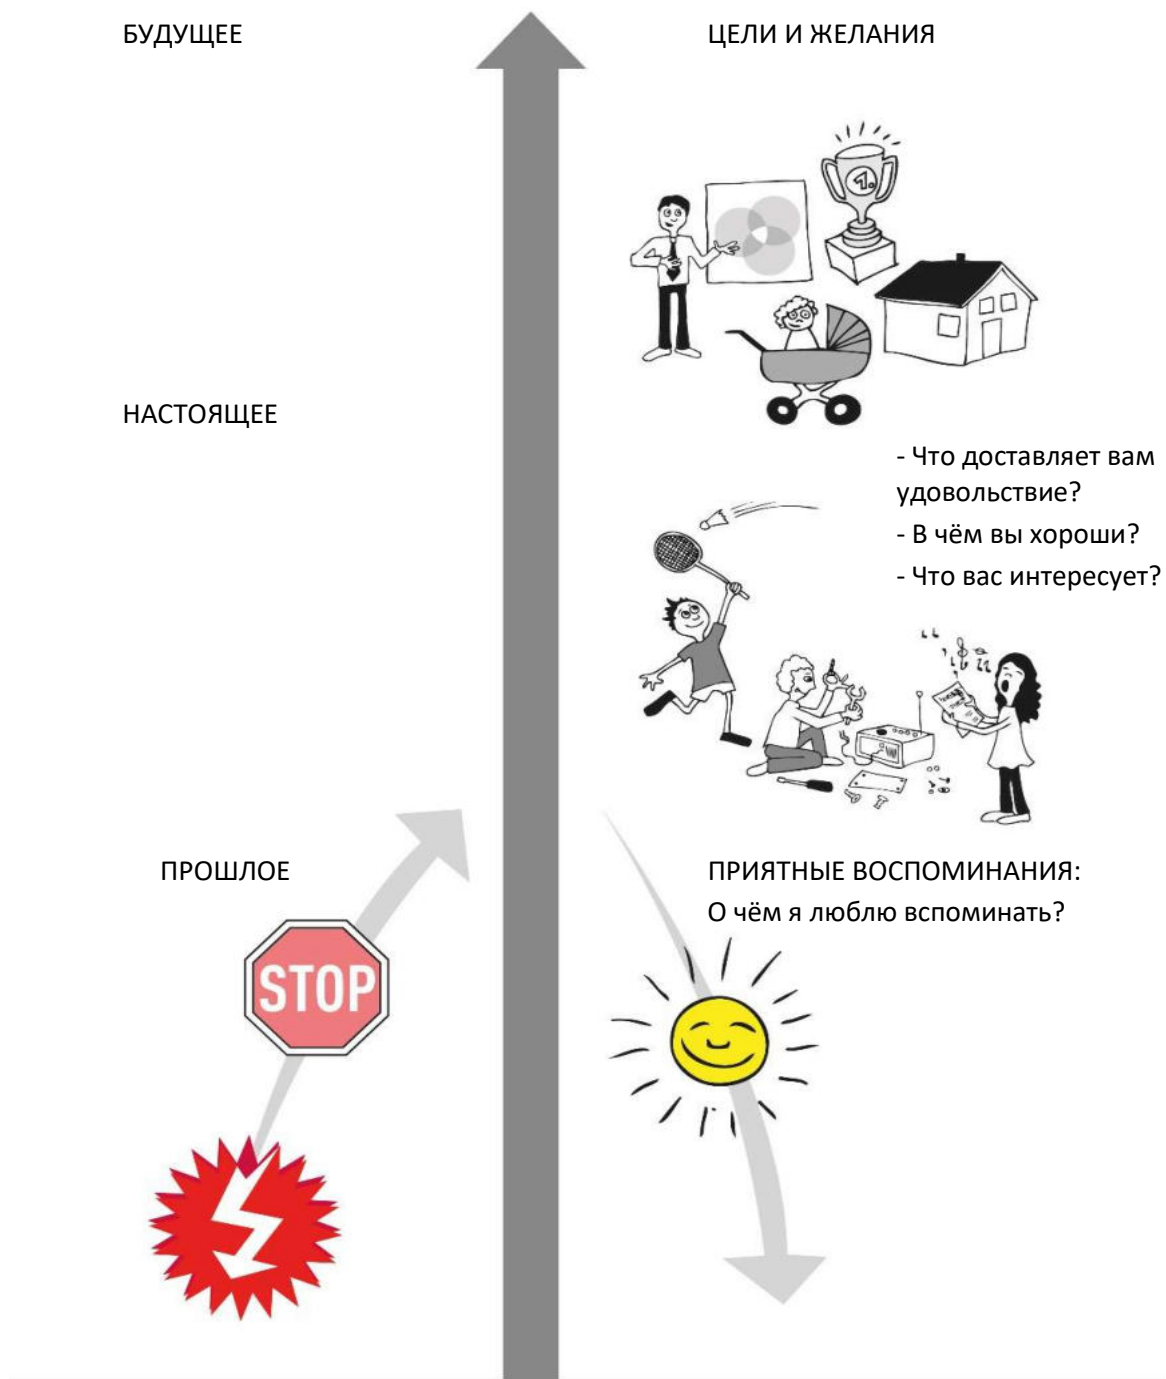 БУДУЩЕЕ
ЦЕЛИ И ЖЕЛАНИЯ
1.
НАСТОЯЩЕЕ
- Что доставляет вам
удовольствие?
- В чём вы хороши?
- Что вас интересует?
ПРОШЛОЕ
ПРИЯТНЫЕ ВОСПОМИНАНИЯ:
О чём я люблю вспоминать?
STOP